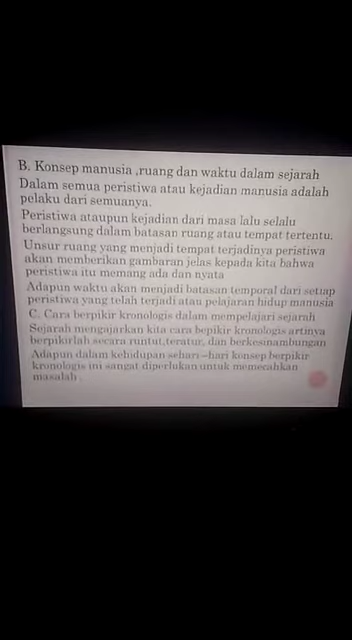 B. Konsep manusia ,ruang dan waktu dalam sejarah
Dalam semua peristiwa atau kejadian manusia adalah
pelaku dari semuanya.
Peristiwa ataupun kejadian dari masa lalu selalu
berlangsung dalam batasan ruang atau tempat tertentu.
Unsur ruang yang menjadi tempat terjadinya peristiwa
akan memberikan gambaran jelas kepada kita bahwa
peristiwa itu memang ada dan nyata
Adapun waktu akan menjadi batasan temporal dari setiap
peristiwa yang telah terjadi atau pelajaran hidup manusia
C. Cara berpikir kronologis dalam mempelajari sejarah
Sejarah mengajarkan kita cara bepikir kronologis artinya
berpikirlah secara runtut,teratur, dan berkesinambungan
Adapun dalam kehidupan sehari –hari konsep berpikir
kronologis ini sangat diperlukan untuk memecahkan
masalah .